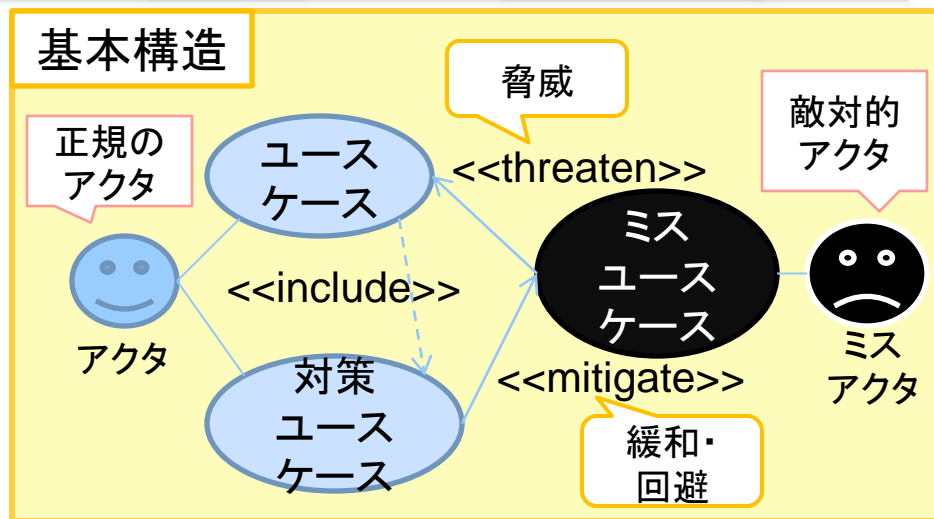 基本構造
脅威
正規の
アクタ
敵対的
アクタ
ユース
ケース
<<threaten>>
ミス
ユース
ケース
<<include>>
アクタ
ミス
アクタ
対策
ユース
ケース
<<mitigate>>
緩和・
回避